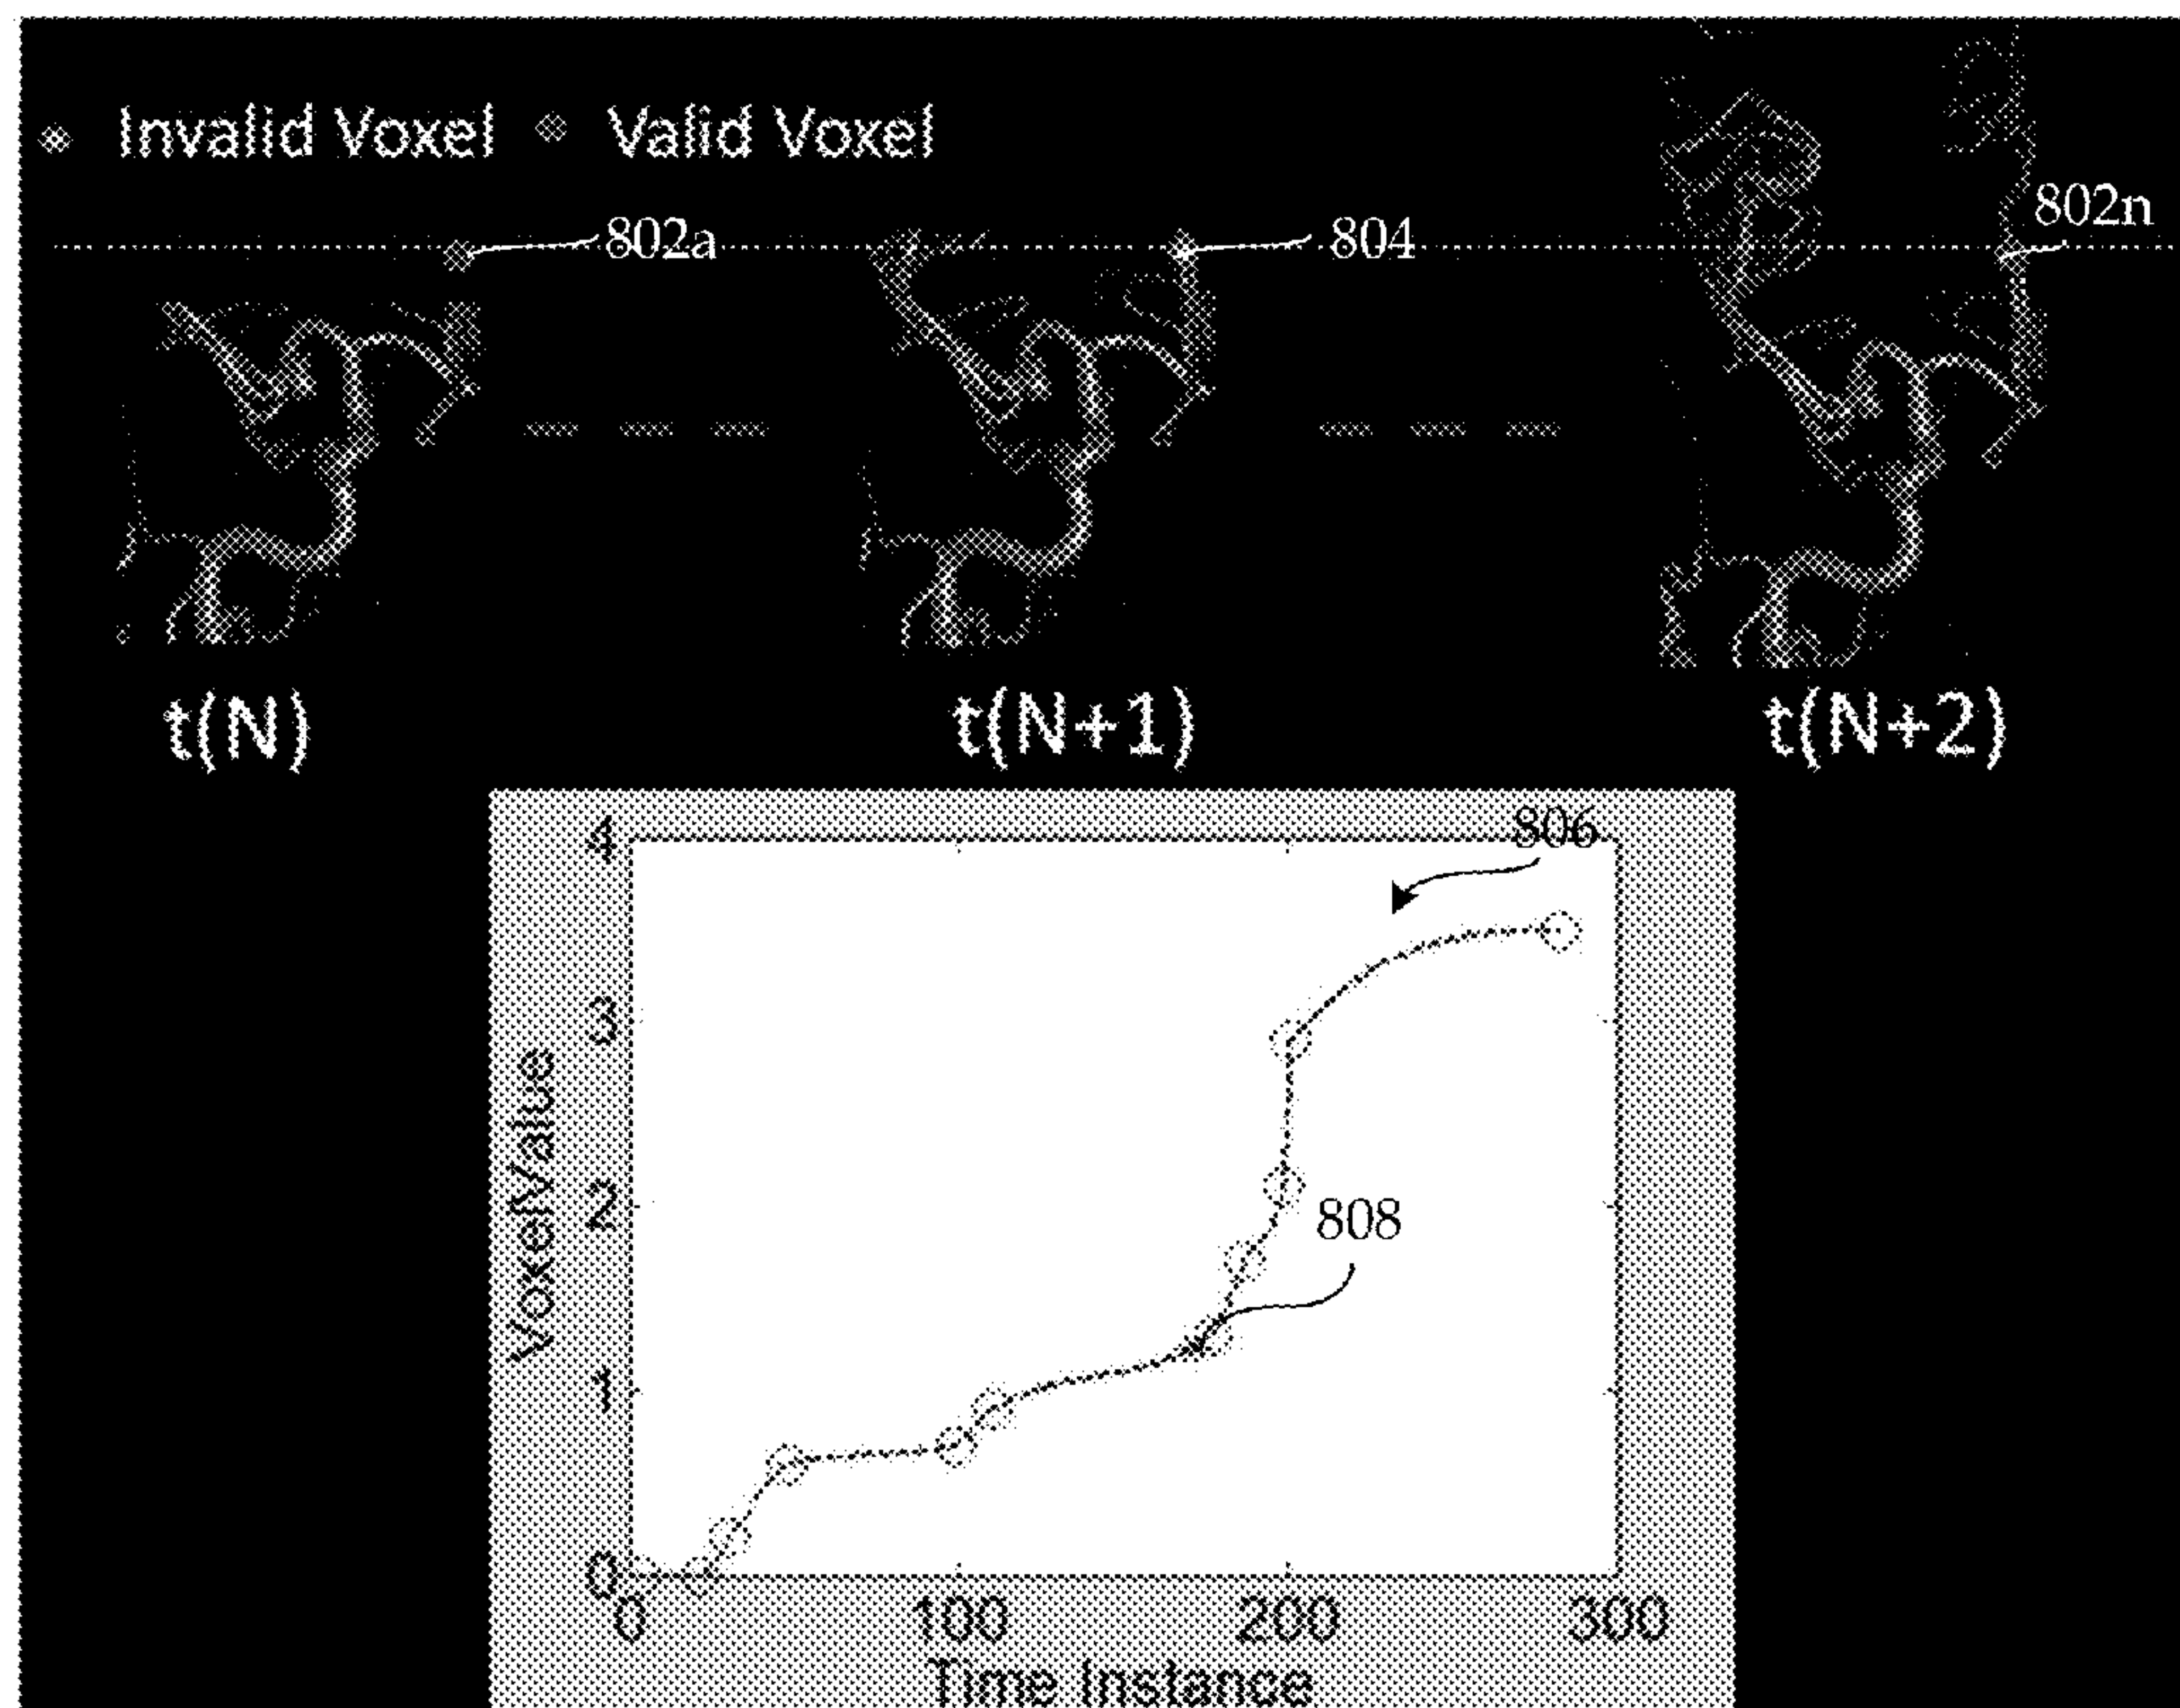 Invalid Voxel Valid Voxel
802a 804 802n
t(N) t(N+1) t(N+2)
806
4
3
2
1
0
VoxelValue
808
0 100 200 300
Time Instance